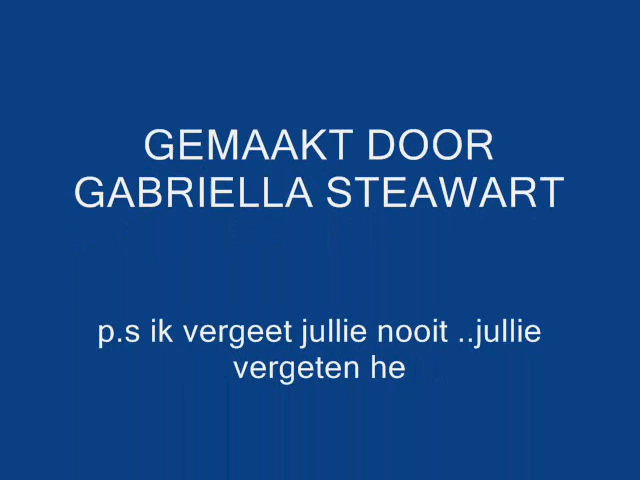 GEMAAKT DOOR
GABRIELLA STEAWART
p.s ik vergeet jullie nooit ..jullie
vergeten he